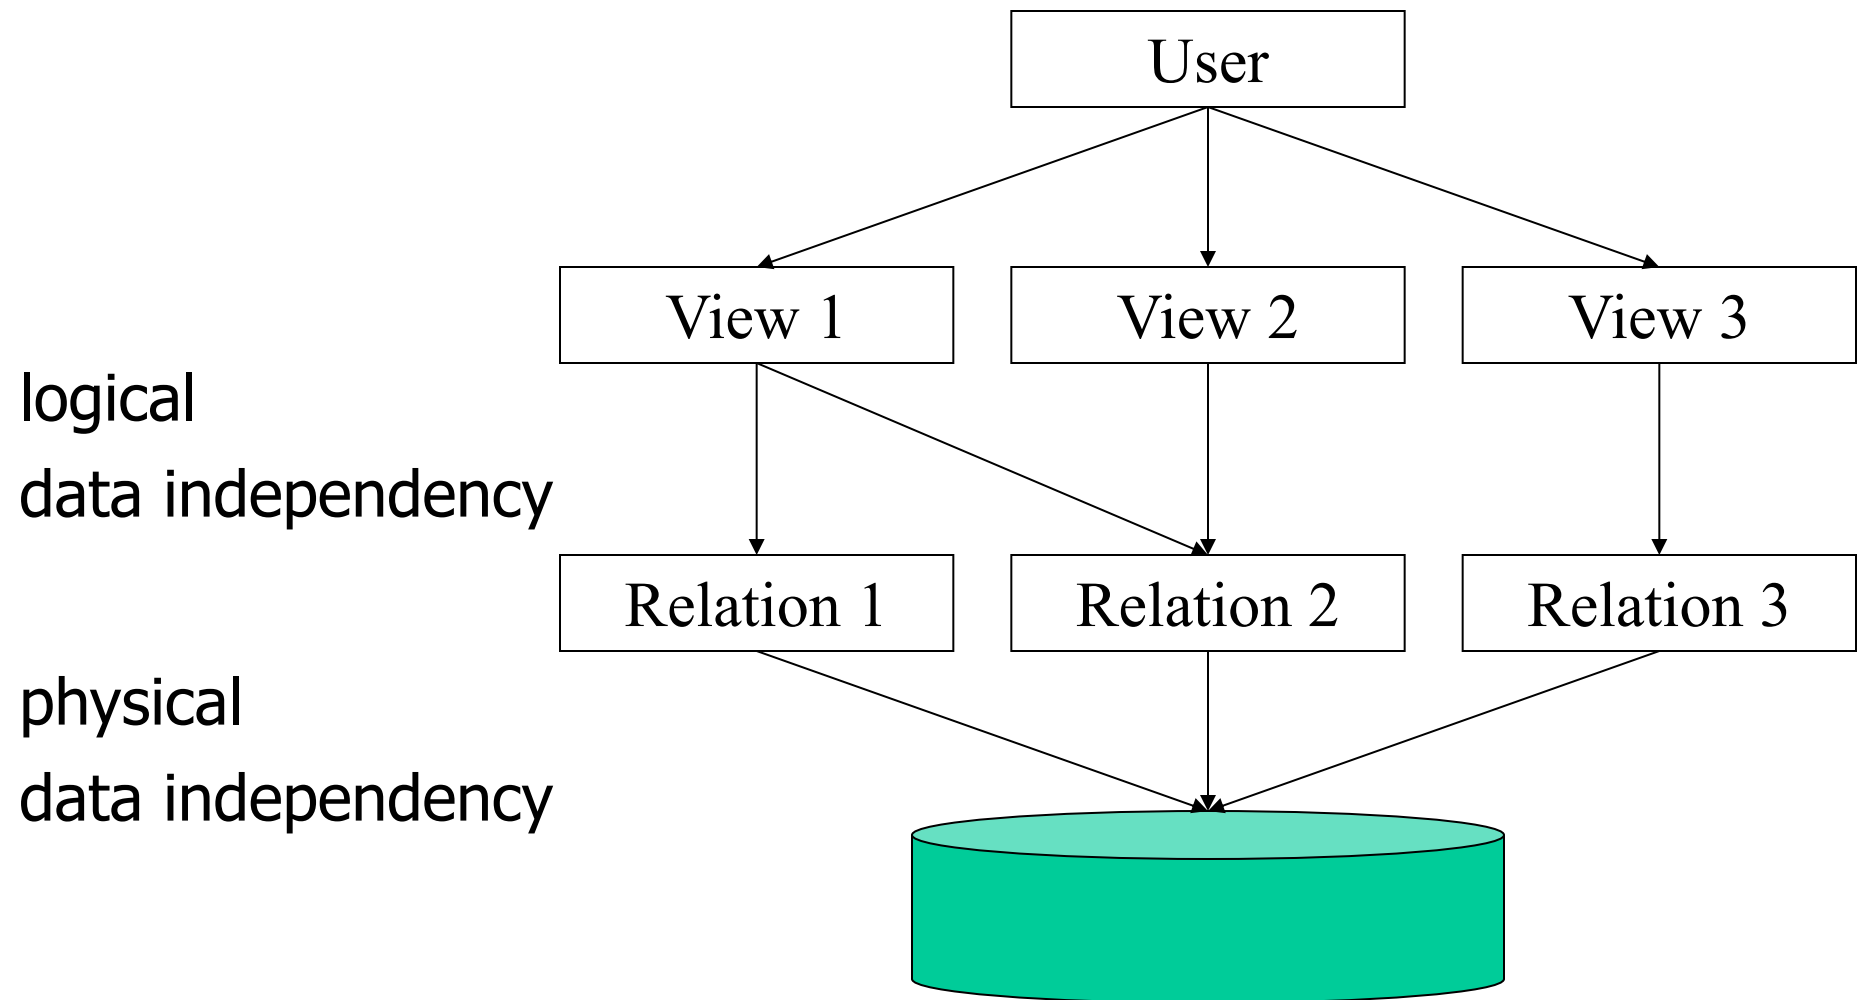 User
View 1
View 2
View 3
logical
data independency
Relation 1
Relation 2
Relation 3
physical
data independency